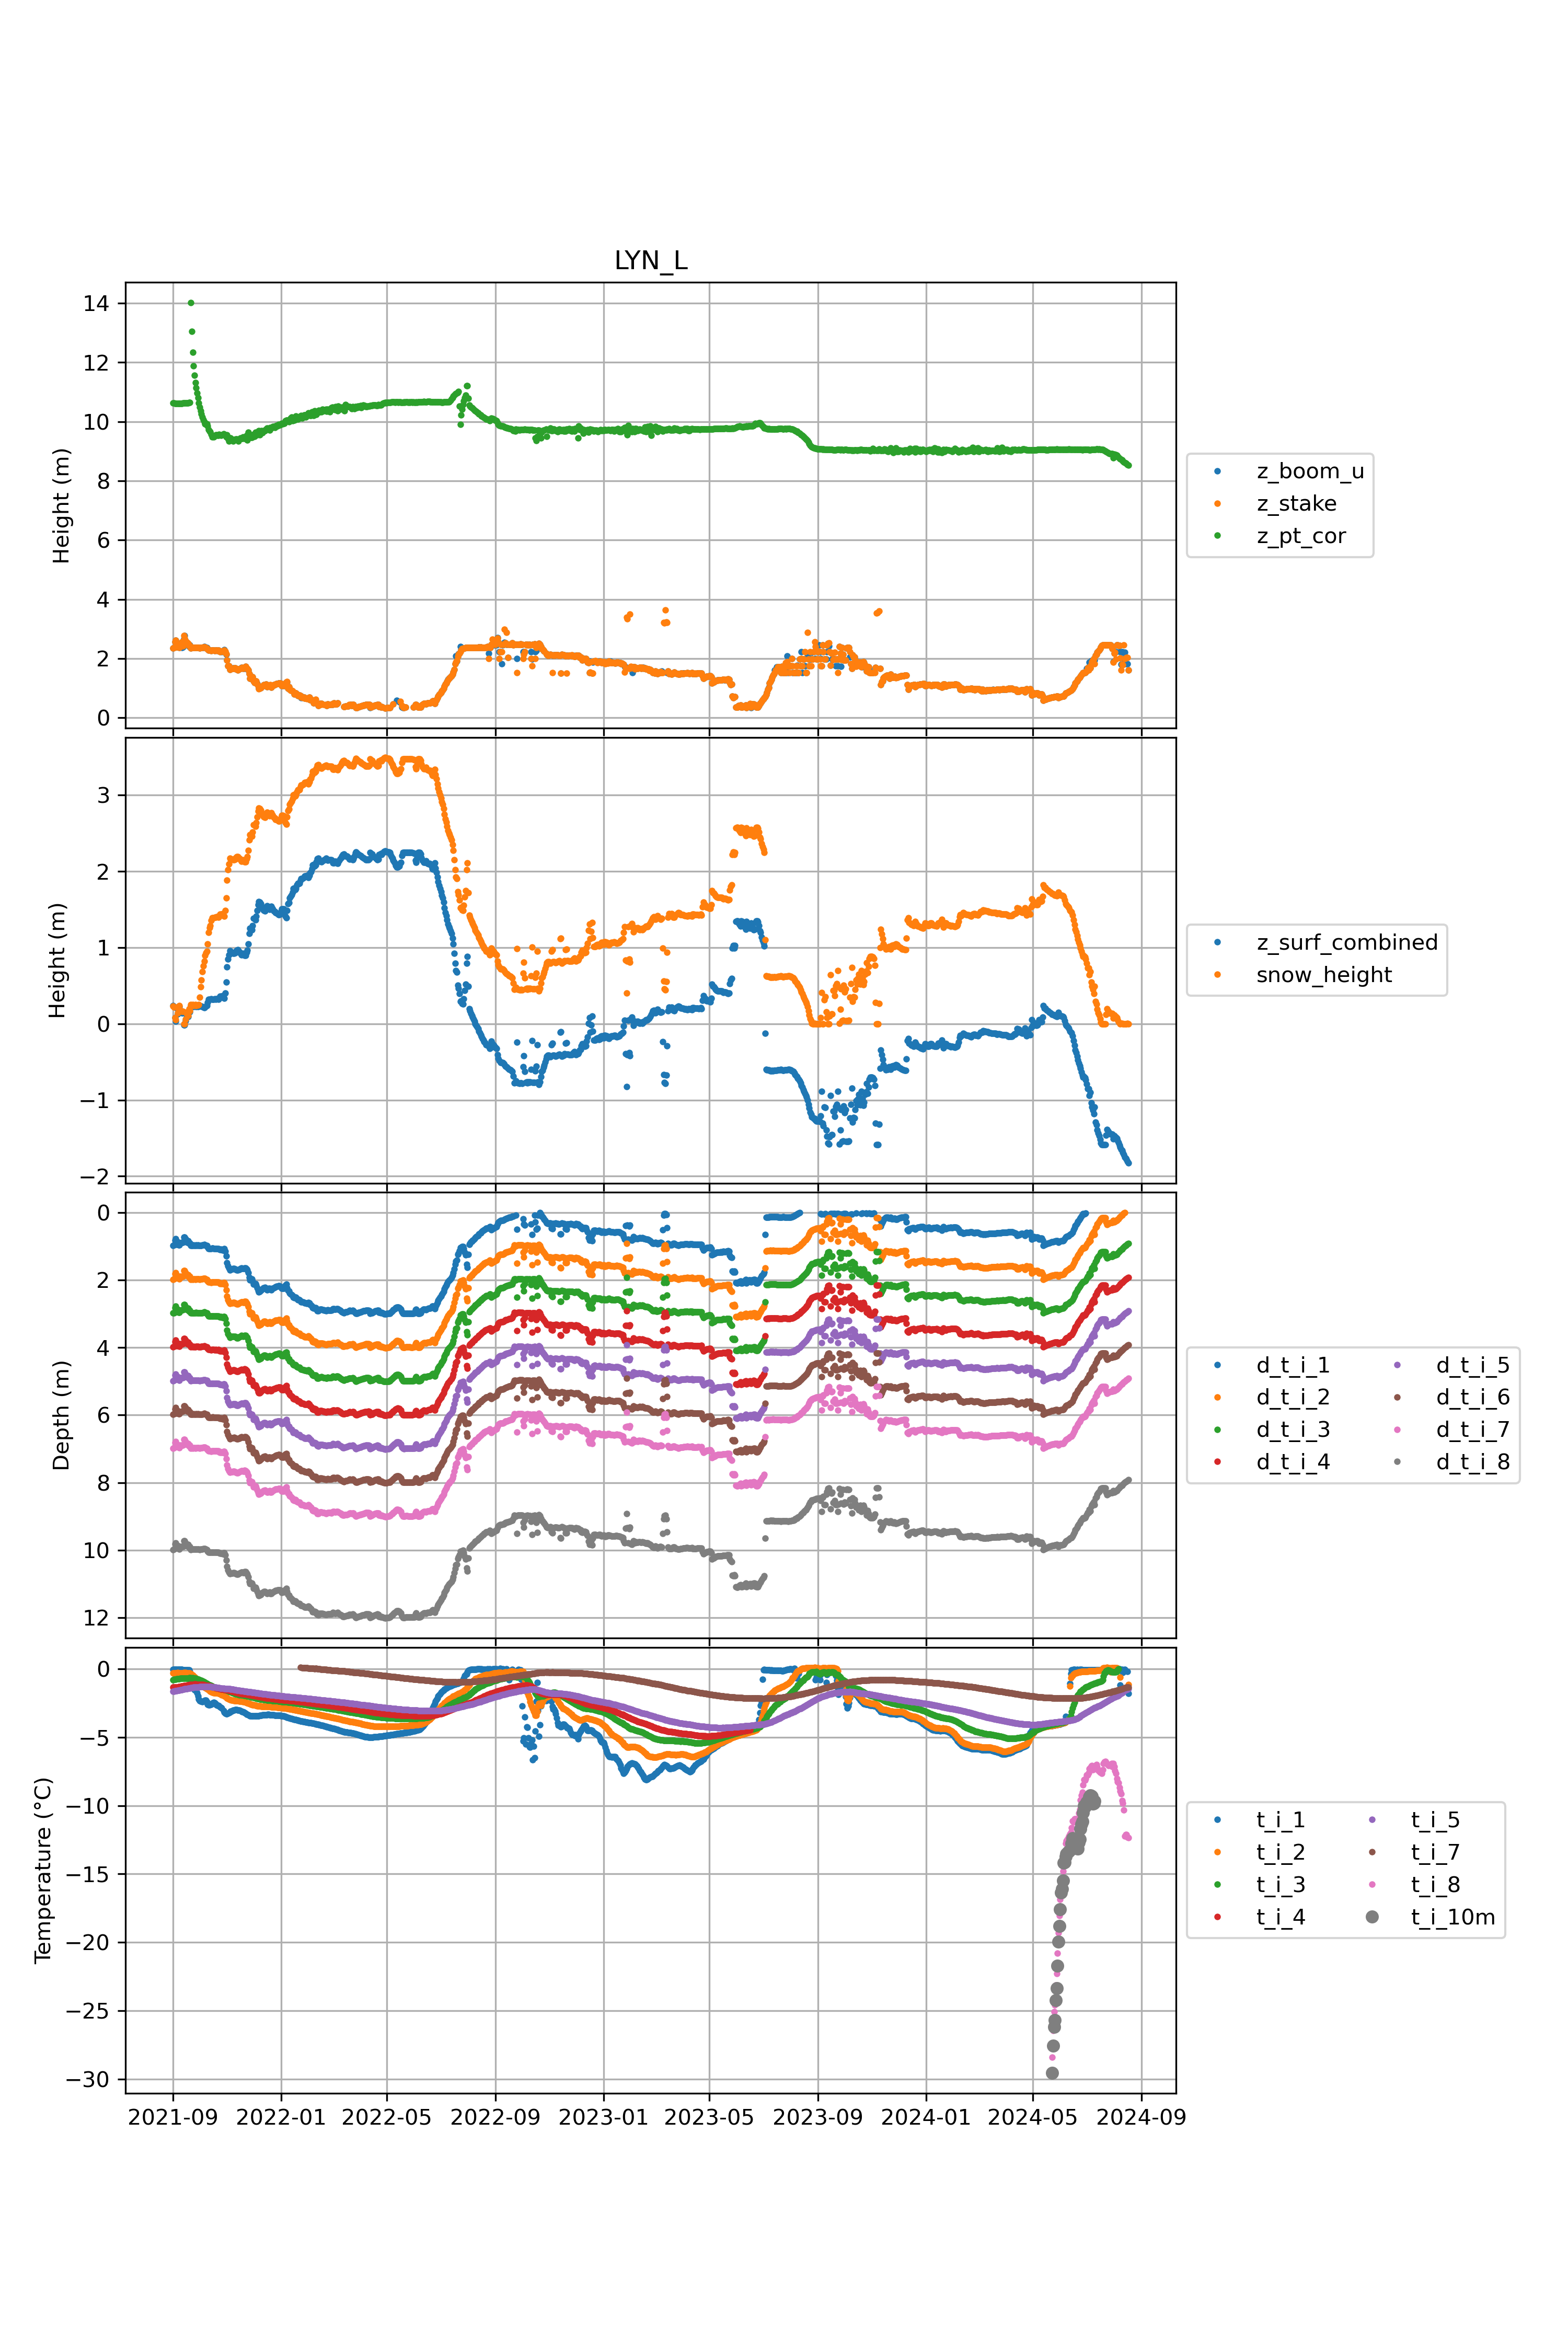 LYN_L
14
12
10
8
6
4
2
0
Height (m)
z_boom_u
z_stake
z_pt_cor
3
2
1
0
−1
−2
Height (m)
z_surf_combined
snow_height
0
2
4
6
8
10
12
Depth (m)
d_t_i_1
d_t_i_2
d_t_i_3
d_t_i_4
d_t_i_5
d_t_i_6
d_t_i_7
d_t_i_8
0
−5
−10
−15
−20
−25
−30
Temperature (°C)
t_i_1
t_i_2
t_i_3
t_i_4
t_i_5
t_i_7
t_i_8
t_i_10m
2021-09 2022-01 2022-05 2022-09 2023-01 2023-05 2023-09 2024-01 2024-05 2024-09